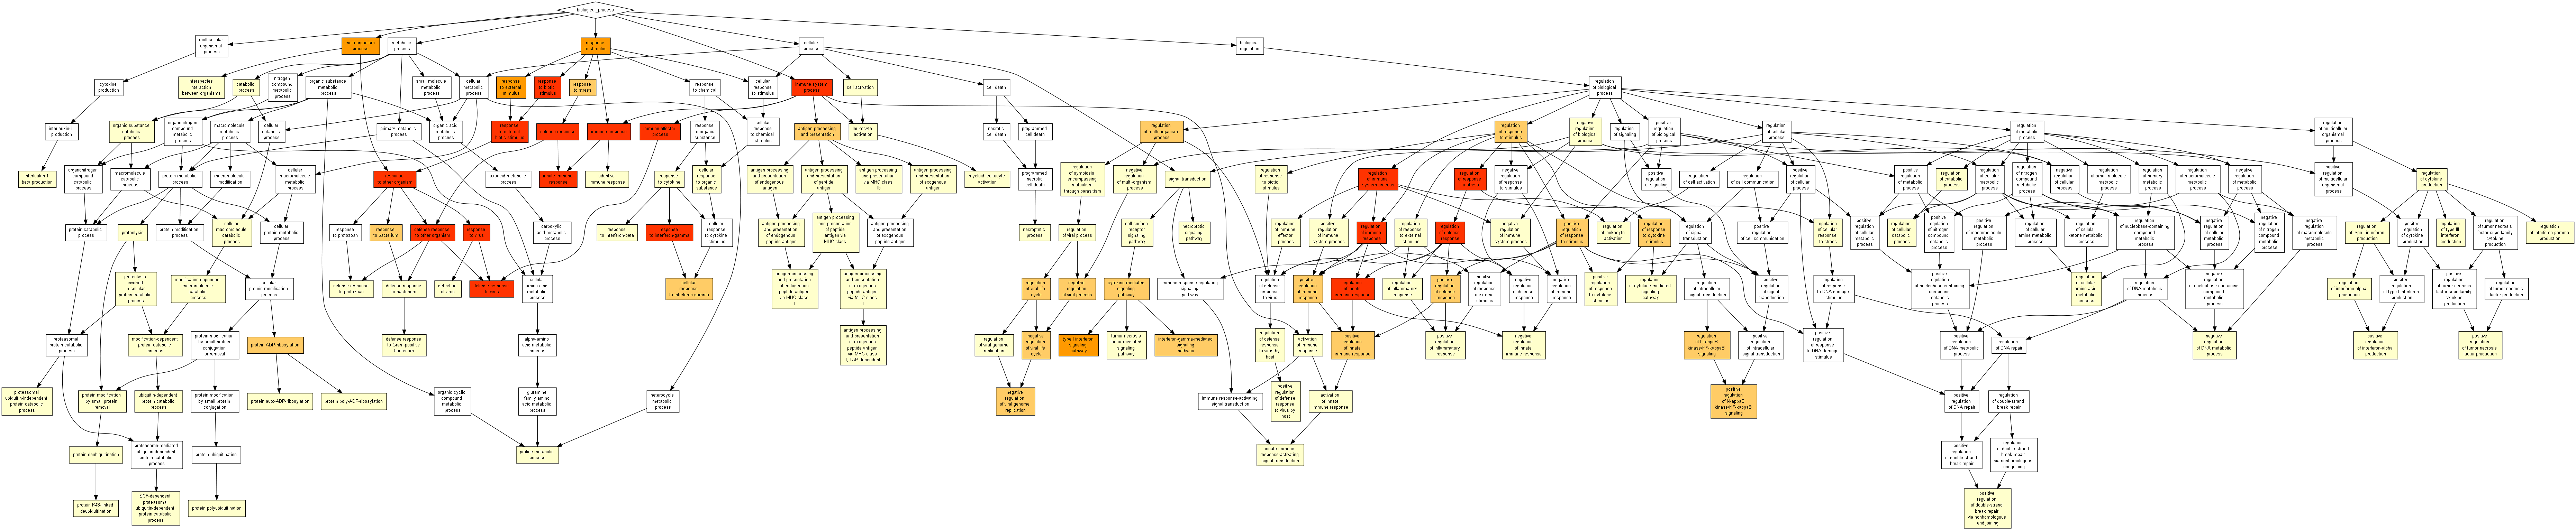 biological_process
multicellular
organismal
process
multi-organism
process
metabolic
process
response
to stimulus
cellular
process
biological
regulation
cytokine
production
interspecies
interaction
between organisms
catabolic
process
nitrogen
compound
metabolic
process
organic substance
metabolic
process
small molecule
metabolic
process
cellular
metabolic
process
response
to external
stimulus
response
to biotic
stimulus
response
to stress
response
to chemical
cellular
response
to stimulus
immune system
process
cell activation
cell death
regulation
of biological
process
interleukin-1
production
organic substance
catabolic
process
organonitrogen
compound
metabolic
process
macromolecule
metabolic
process
cellular
catabolic
process
primary metabolic
process
organic acid
metabolic
process
response
to external
biotic stimulus
defense response
immune response
immune effector
process
response
to organic
substance
cellular
response
to chemical
stimulus
antigen processing
and presentation
leukocyte
activation
necrotic
cell death
programmed
cell death
regulation
of multi-organism
process
regulation
of response
to stimulus
negative
regulation
of biological
process
regulation
of signaling
positive
regulation
of biological
process
regulation
of cellular
process
regulation
of metabolic
process
regulation
of multicellular
organismal
process
interleukin-1
beta production
organonitrogen
compound
catabolic
process
macromolecule
catabolic
process
protein metabolic
process
macromolecule
modification
cellular
macromolecule
metabolic
process
response
to other organism
oxoacid metabolic
process
innate immune
response
adaptive
immune response
response
to cytokine
cellular
response
to organic
substance
antigen processing
and presentation
of endogenous
antigen
antigen processing
and presentation
of peptide
antigen
antigen processing
and presentation
via MHC class
Ib
antigen processing
and presentation
of exogenous
antigen
myeloid leukocyte
activation
programmed
necrotic
cell death
regulation
of symbiosis,
encompassing
mutualism
through parasitism
negative
regulation
of multi-organism
process
signal transduction
regulation
of response
to biotic
stimulus
regulation
of immune
system process
regulation
of response
to stress
negative
regulation
of response
to stimulus
positive
regulation
of signaling
regulation
of cell activation
regulation
of cell communication
positive
regulation
of cellular
process
positive
regulation
of metabolic
process
regulation
of catabolic
process
regulation
of cellular
metabolic
process
regulation
of nitrogen
compound
metabolic
process
negative
regulation
of cellular
process
regulation
of small molecule
metabolic
process
regulation
of primary
metabolic
process
regulation
of macromolecule
metabolic
process
negative
regulation
of metabolic
process
positive
regulation
of multicellular
organismal
process
regulation
of cytokine
production
protein catabolic
process
proteolysis
protein modification
process
cellular
macromolecule
catabolic
process
cellular
protein metabolic
process
response
to protozoan
response
to bacterium
defense response
to other organism
response
to virus
carboxylic
acid metabolic
process
response
to interferon-beta
response
to interferon-gamma
cellular
response
to cytokine
stimulus
antigen processing
and presentation
of endogenous
peptide antigen
antigen processing
and presentation
of peptide
antigen via
MHC class
I
antigen processing
and presentation
of exogenous
peptide antigen
necroptotic
process
regulation
of viral process
cell surface
receptor
signaling
pathway
necroptotic
signaling
pathway
regulation
of immune
effector
process
positive
regulation
of immune
system process
regulation
of immune
response
regulation
of response
to external
stimulus
regulation
of defense
response
negative
regulation
of immune
system process
positive
regulation
of response
to stimulus
regulation
of leukocyte
activation
regulation
of response
to cytokine
stimulus
regulation
of signal
transduction
positive
regulation
of cell communication
regulation
of cellular
response
to stress
positive
regulation
of cellular
metabolic
process
regulation
of cellular
catabolic
process
positive
regulation
of nitrogen
compound
metabolic
process
positive
regulation
of macromolecule
metabolic
process
regulation
of cellular
amine metabolic
process
regulation
of cellular
ketone metabolic
process
regulation
of nucleobase-containing
compound
metabolic
process
negative
regulation
of cellular
metabolic
process
negative
regulation
of nitrogen
compound
metabolic
process
negative
regulation
of macromolecule
metabolic
process
regulation
of type I interferon
production
positive
regulation
of cytokine
production
regulation
of type III
interferon
production
regulation
of tumor necrosis
factor superfamily
cytokine
production
regulation
of interferon-gamma
production
proteolysis
involved
in cellular
protein catabolic
process
modification-dependent
macromolecule
catabolic
process
cellular
protein modification
process
defense response
to protozoan
defense response
to bacterium
detection
of virus
defense response
to virus
cellular
amino acid
metabolic
process
cellular
response
to interferon-gamma
antigen processing
and presentation
of endogenous
peptide antigen
via MHC class
I
antigen processing
and presentation
of exogenous
peptide antigen
via MHC class
I
regulation
of viral life
cycle
negative
regulation
of viral process
cytokine-mediated
signaling
pathway
immune response-regulating
signaling
pathway
regulation
of defense
response
to virus
positive
regulation
of immune
response
regulation
of innate
immune response
regulation
of inflammatory
response
positive
regulation
of defense
response
positive
regulation
of response
to external
stimulus
negative
regulation
of defense
response
negative
regulation
of immune
response
positive
regulation
of response
to cytokine
stimulus
regulation
of cytokine-mediated
signaling
pathway
regulation
of intracellular
signal transduction
positive
regulation
of signal
transduction
regulation
of response
to DNA damage
stimulus
positive
regulation
of nucleobase-containing
compound
metabolic
process
regulation
of cellular
amino acid
metabolic
process
regulation
of DNA metabolic
process
negative
regulation
of nucleobase-containing
compound
metabolic
process
regulation
of interferon-alpha
production
positive
regulation
of type I interferon
production
positive
regulation
of tumor necrosis
factor superfamily
cytokine
production
regulation
of tumor necrosis
factor production
proteasomal
protein catabolic
process
modification-dependent
protein catabolic
process
protein modification
by small protein
conjugation
or removal
protein ADP-ribosylation
defense response
to Gram-positive
bacterium
alpha-amino
acid metabolic
process
antigen processing
and presentation
of exogenous
peptide antigen
via MHC class
I, TAP-dependent
regulation
of viral genome
replication
negative
regulation
of viral life
cycle
type I interferon
signaling
pathway
tumor necrosis
factor-mediated
signaling
pathway
interferon-gamma-mediated
signaling
pathway
regulation
of defense
response
to virus by
host
activation
of immune
response
positive
regulation
of innate
immune response
positive
regulation
of inflammatory
response
negative
regulation
of innate
immune response
regulation
of I-kappaB
kinase/NF-kappaB
signaling
positive
regulation
of intracellular
signal
transduction
positive
regulation
of response
to DNA damage
stimulus
positive
regulation
of DNA metabolic
process
regulation
of DNA repair
negative
regulation
of DNA metabolic
process
positive
regulation
of interferon-alpha
production
positive
regulation
of tumor necrosis
factor production
proteasomal
ubiquitin-independent
protein catabolic
process
protein modification
by small protein
removal
ubiquitin-dependent
protein catabolic
process
protein modification
by small protein
conjugation
protein auto-ADP-ribosylation
protein poly-ADP-ribosylation
organic cyclic
compound
metabolic
process
glutamine
family amino
acid metabolic
process
heterocycle
metabolic
process
negative
regulation
of viral genome
replication
immune response-activating
signal transduction
positive
regulation
of defense
response
to virus by
host
activation
of innate
immune response
positive
regulation
of I-kappaB
kinase/NF-kappaB
signaling
positive
regulation
of DNA repair
regulation
of double-strand
break repair
protein deubiquitination
proteasome-mediated
ubiquitin-dependent
protein catabolic
process
protein ubiquitination
proline metabolic
process
innate immune
response-activating
signal transduction
positive
regulation
of double-strand
break repair
regulation
of double-strand
break repair
via nonhomologous
end joining
protein K48-linked
deubiquitination
SCF-dependent
proteasomal
ubiquitin-dependent
protein catabolic
process
protein polyubiquitination
positive
regulation
of double-strand
break repair
via nonhomologous
end joining